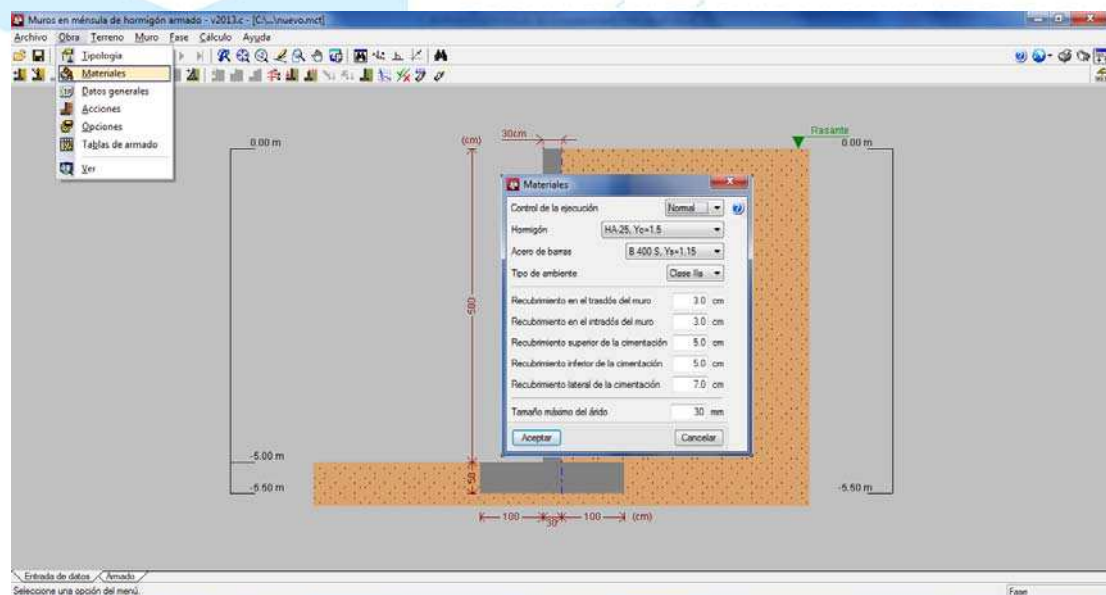 Muros en ménsula de hormigón armado - v2013.c - [C:\...\nuevo.mct]
Archivo Obra Terreno Muro Fase Cálculo Ayuda
Tipología
Materiales
Datos generales
Acciones
Opciones
Tablas de armado
Ver
0.00 m
(cm)
30cm
Rasante
0.00 m
Materiales
Control de la ejecución Normal
Hormigón HA-25, Yc=1.5
Acero de barras B 400 S, Ys=1.15
Tipo de ambiente Clase IIa
Recubrimiento en el trasdós del muro 3.0 cm
Recubrimiento en el intradós del muro 3.0 cm
Recubrimiento superior de la cimentación 5.0 cm
Recubrimiento inferior de la cimentación 5.0 cm
Recubrimiento lateral de la cimentación 7.0 cm
Tamaño máximo del árido 30 mm
Aceptar Cancelar
500
-5.00 m
50
-5.50 m
-5.50 m
100 30 100 (cm)
Entrada de datos Armado
Seleccione una opción del menú.
Fase